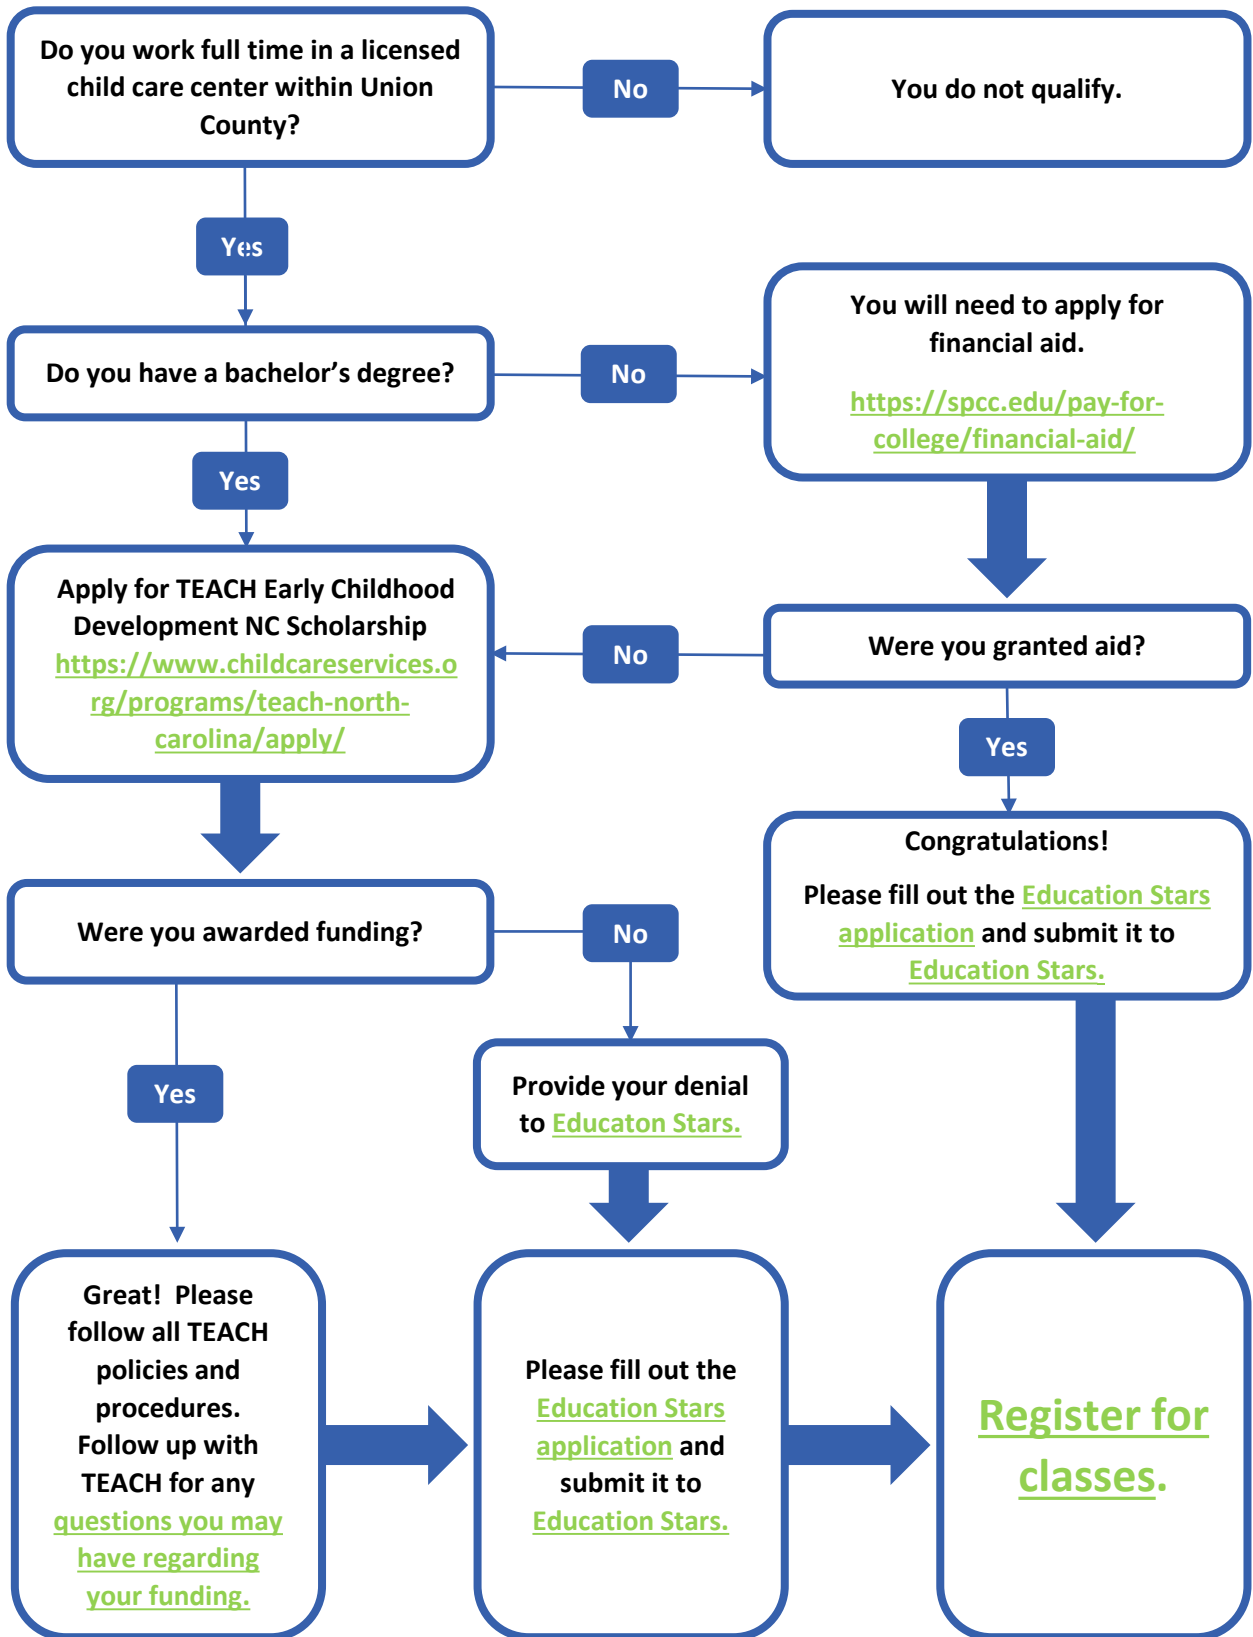 Do you work full time in a licensed
child care center within Union
County?
No
You do not qualify.
Yes
Do you have a bachelor’s degree?
No
You will need to apply for
financial aid.
https://spcc.edu/pay-for-
college/financial-aid/
Yes
Apply for TEACH Early Childhood
Development NC Scholarship
https://www.childcareservices.o
rg/programs/teach-north-
carolina/apply/
No
Were you granted aid?
Yes
Congratulations!
Please fill out the Education Stars
application and submit it to
Education Stars.
Were you awarded funding?
No
Yes
Provide your denial
to Educaton Stars.
Great!  Please
follow all TEACH
policies and
procedures.
Follow up with
TEACH for any
questions you may
have regarding
your funding.
Please fill out the
Education Stars
application and
submit it to
Education Stars.
Register for
classes.